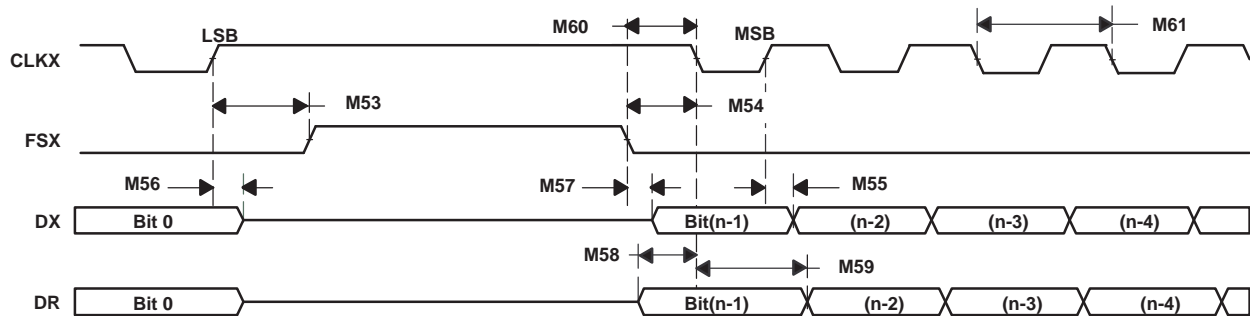 M60 M61
LSB MSB
CLKX
M53 M54
FSX
M56 M57 M55
DX Bit 0 Bit(n-1) (n-2) (n-3) (n-4)
M58 M59
DR Bit 0 Bit(n-1) (n-2) (n-3) (n-4)